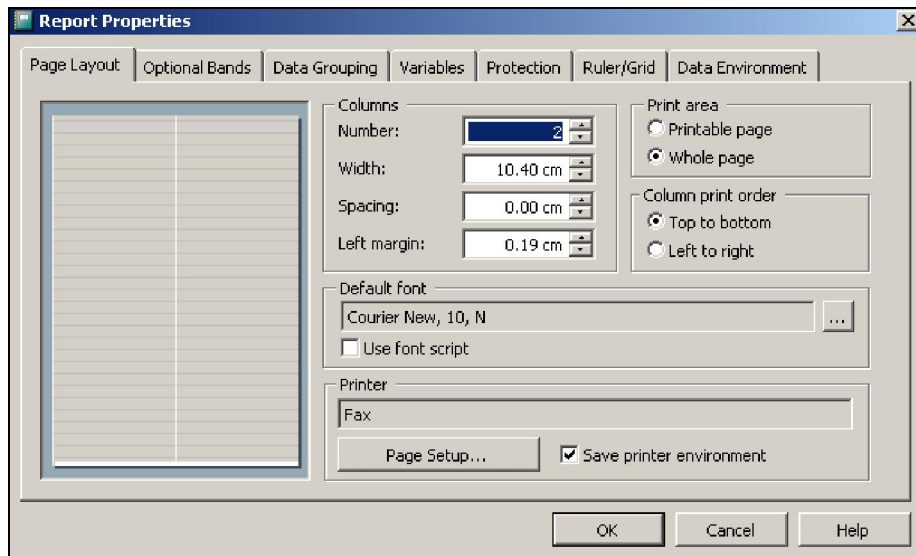 Report Properties
Page Layout Optional Bands Data Grouping Variables Protection Ruler/Grid Data Environment
Columns
Number: 2
Width: 10.40 cm
Spacing: 0.00 cm
Left margin: 0.19 cm
Print area
Printable page
Whole page
Column print order
Top to bottom
Left to right
Default font
Courier New, 10, N
...
Use font script
Printer
Fax
Page Setup... Save printer environment
OK Cancel Help